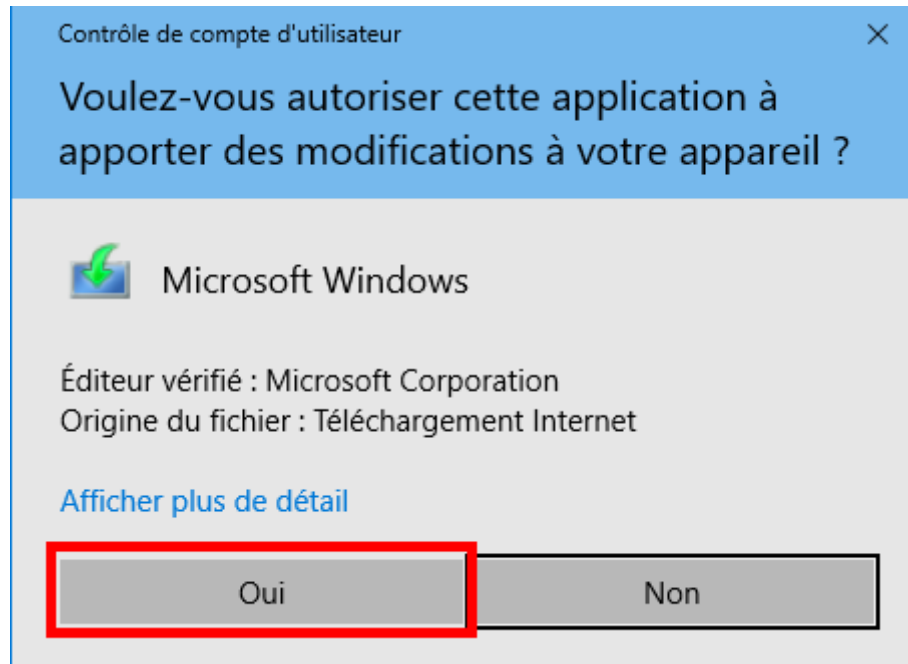 Contrôle de compte d'utilisateur
Voulez-vous autoriser cette application à
apporter des modifications à votre appareil ?
Microsoft Windows
Éditeur vérifié : Microsoft Corporation
Origine du fichier : Téléchargement Internet
Afficher plus de détail
Oui
Non